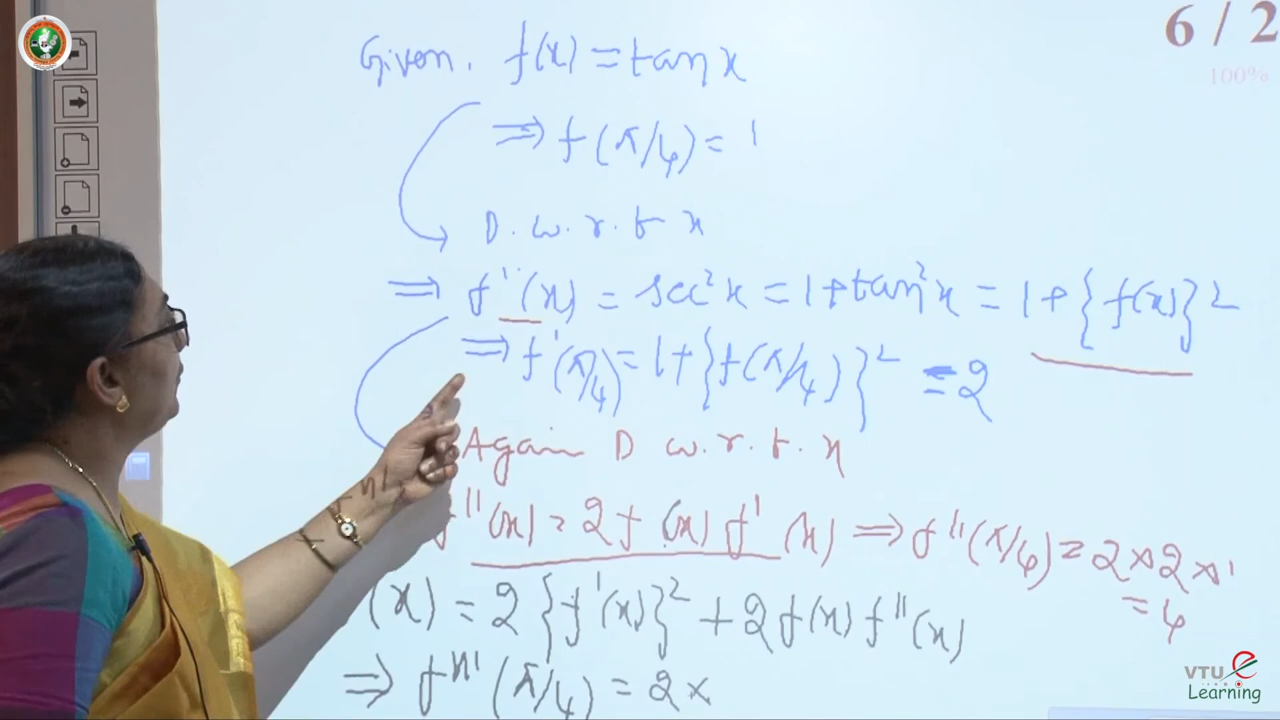 6 / 2
100%
Given. f(x) = tan x
⇒ f(π/4) = 1
D. w. r. t x
⇒ f'(x) = sec²x = 1 + tan²x = 1 + {f(x)}²
⇒ f'(π/4) = 1 + {f(π/4)}² = 2
Again D w. r. t. x
f''(x) = 2f(x) f'(x) ⇒ f''(π/4) = 2 × 2 × 1
= 4
(x) = 2{f'(x)}² + 2f(x) f''(x)
⇒ f'''(π/4) = 2 ×
VTU e
Learning